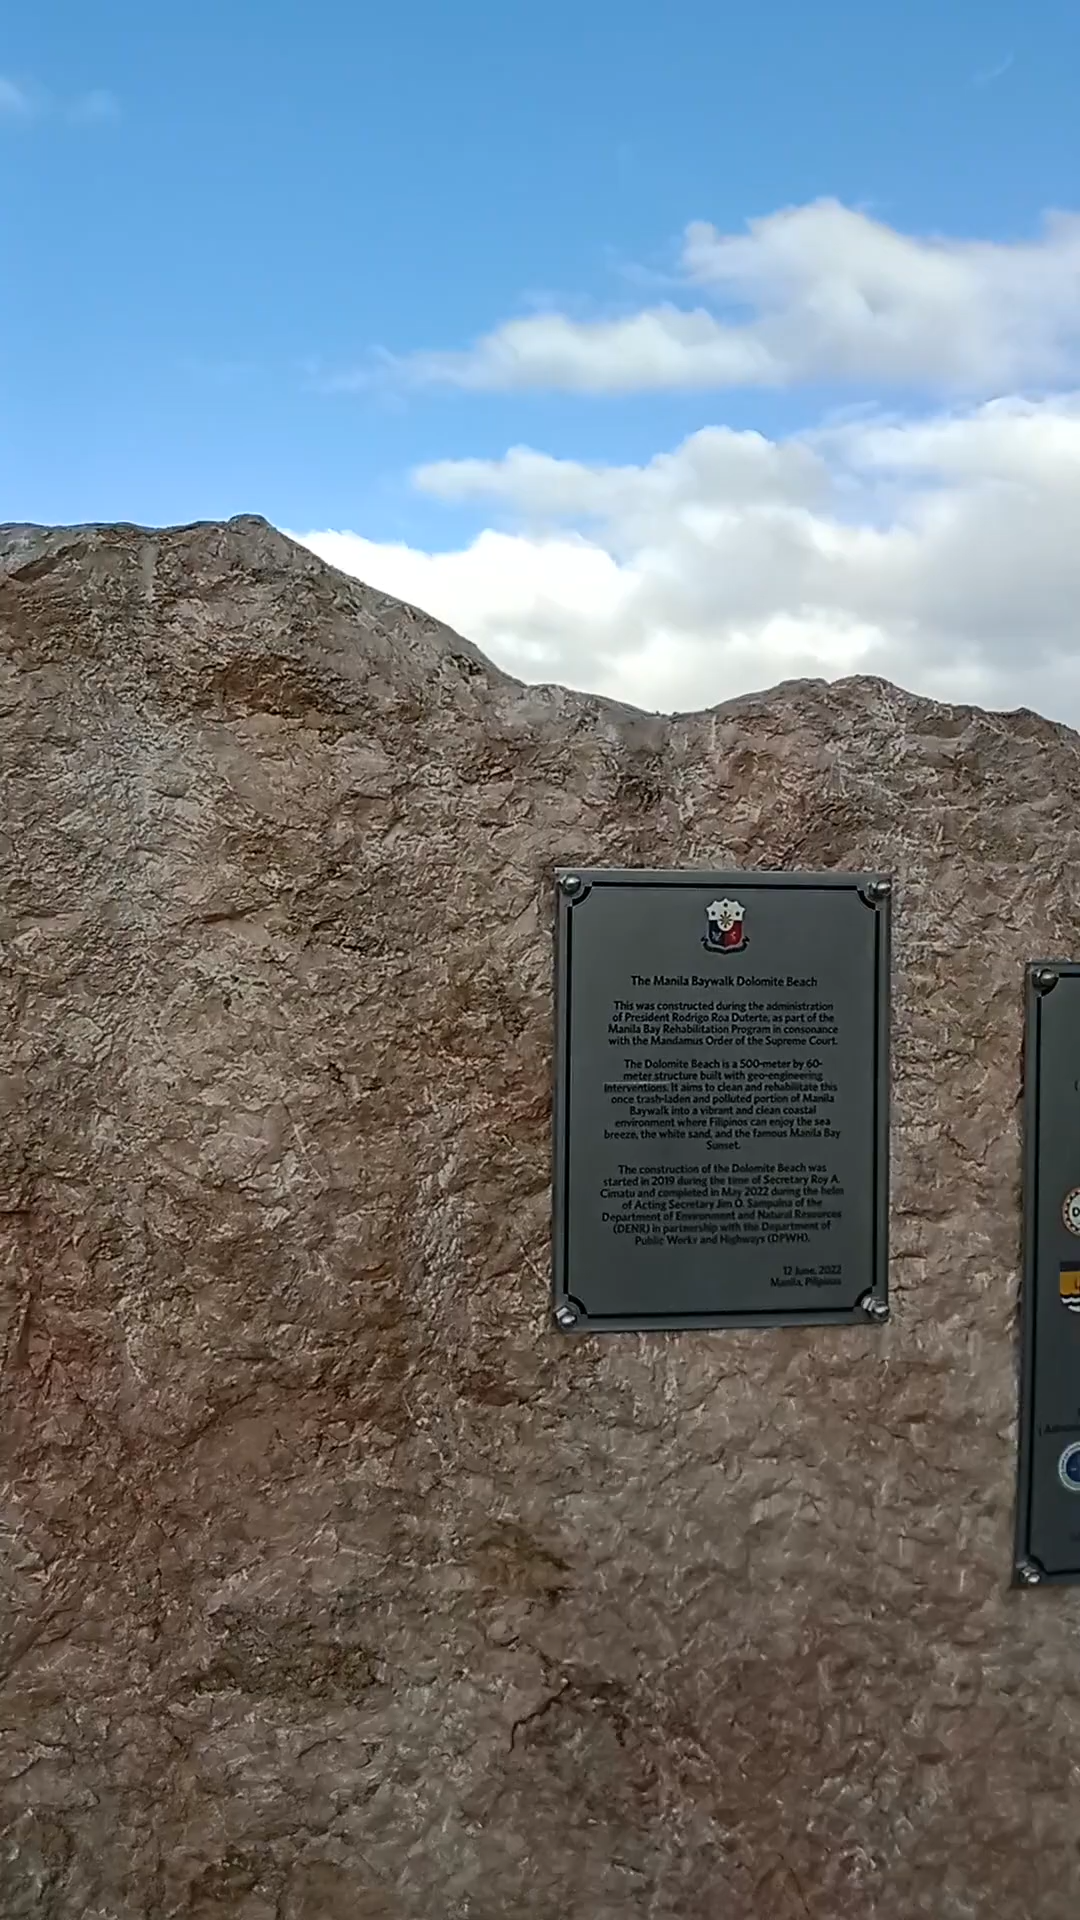 The Manila Baywalk Dolomite Beach
This was constructed during the administration
of President Rodrigo Roa Duterte, as part of the
Manila Bay Rehabilitation Program in consonance
with the Mandamus Order of the Supreme Court.
The Dolomite Beach is a 500-meter by 60-
meter structure built with geo-engineering
interventions. It aims to clean and rehabilitate this
once trash-laden and polluted portion of Manila
Baywalk into a vibrant and clean coastal
environment where Filipinos can enjoy the sea
breeze, the white sand, and the famous Manila Bay
Sunset.
The construction of the Dolomite Beach was
started in 2019 during the time of Secretary Roy A.
Cimatu and completed in May 2022 during the helm
of Acting Secretary Jim O. Sampulna of the
Department of Environment and Natural Resources
(DENR) in partnership with the Department of
Public Works and Highways (DPWH).
12 June, 2022
Manila, Pilipinas